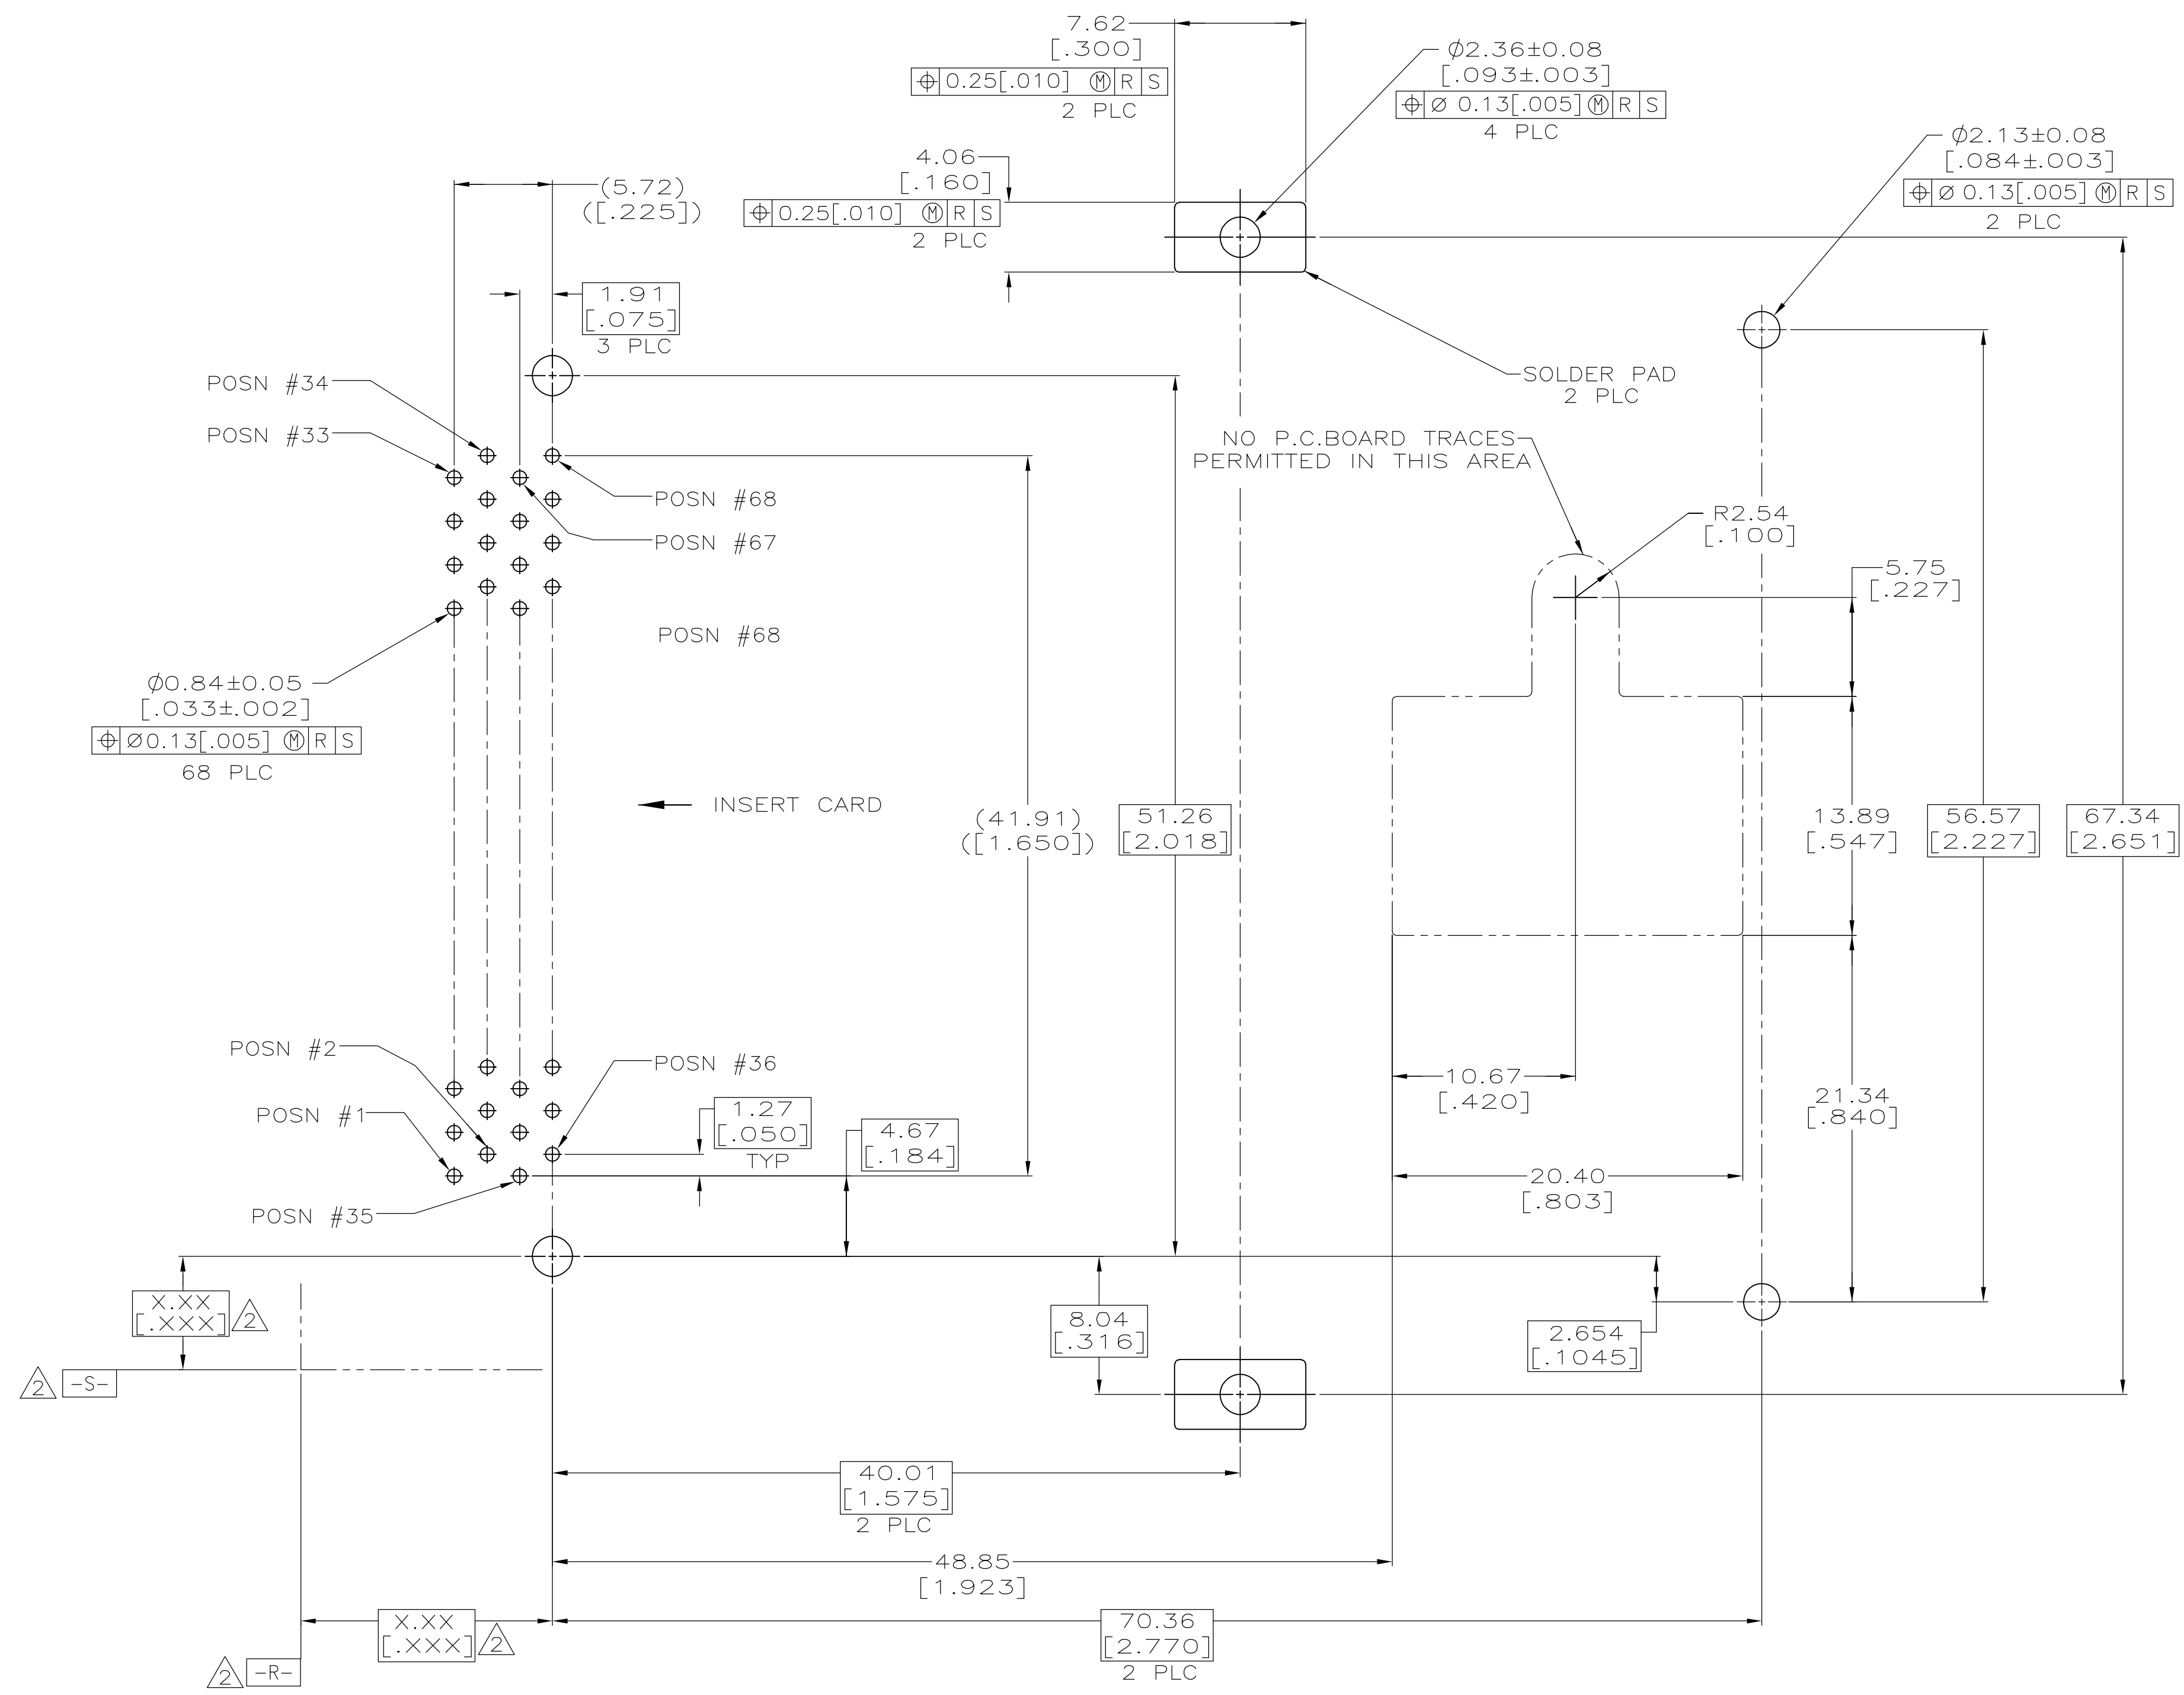 7.62
[.300]
⌖ 0.25[.010] Ⓜ R S
2 PLC
∅2.36±0.08
[.093±.003]
⌖ ∅ 0.13[.005] Ⓜ R S
4 PLC
∅2.13±0.08
[.084±.003]
⌖ ∅ 0.13[.005] Ⓜ R S
2 PLC
4.06
[.160]
⌖ 0.25[.010] Ⓜ R S
2 PLC
(5.72)
([.225])
1.91
[.075]
3 PLC
POSN #34
POSN #33
SOLDER PAD
2 PLC
NO P.C.BOARD TRACES
PERMITTED IN THIS AREA
POSN #68
POSN #67
R2.54
[.100]
5.75
[.227]
POSN #68
∅0.84±0.05
[.033±.002]
⌖ ∅0.13[.005] Ⓜ R S
68 PLC
INSERT CARD
(41.91)
([1.650])
51.26
[2.018]
13.89
[.547]
56.57
[2.227]
67.34
[2.651]
POSN #2
POSN #1
POSN #36
1.27
[.050]
TYP
4.67
[.184]
10.67
[.420]
21.34
[.840]
20.40
[.803]
POSN #35
X.XX
[.XXX]
2
8.04
[.316]
2.654
[.1045]
2
-S-
40.01
[1.575]
2 PLC
48.85
[1.923]
X.XX
[.XXX]
2
70.36
[2.770]
2 PLC
2
-R-